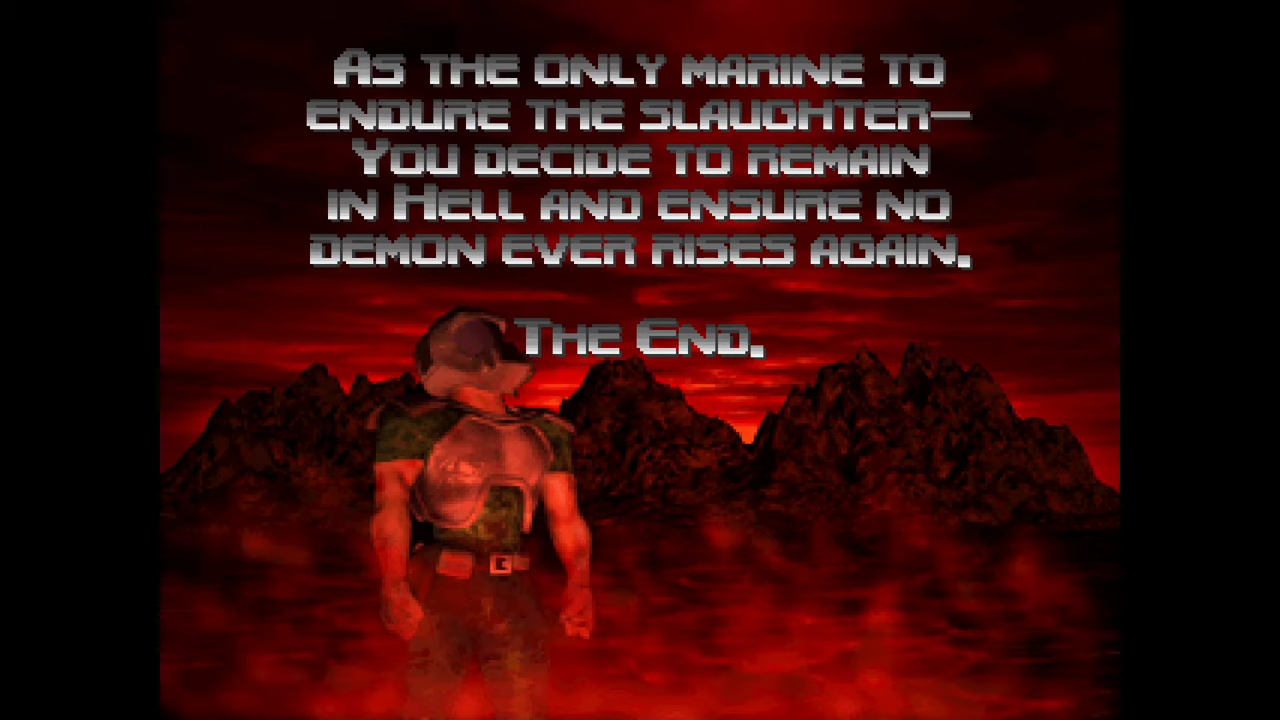 As the only marine to
endure the slaughter—
You decide to remain
in Hell and ensure no
demon ever rises again.
The End.